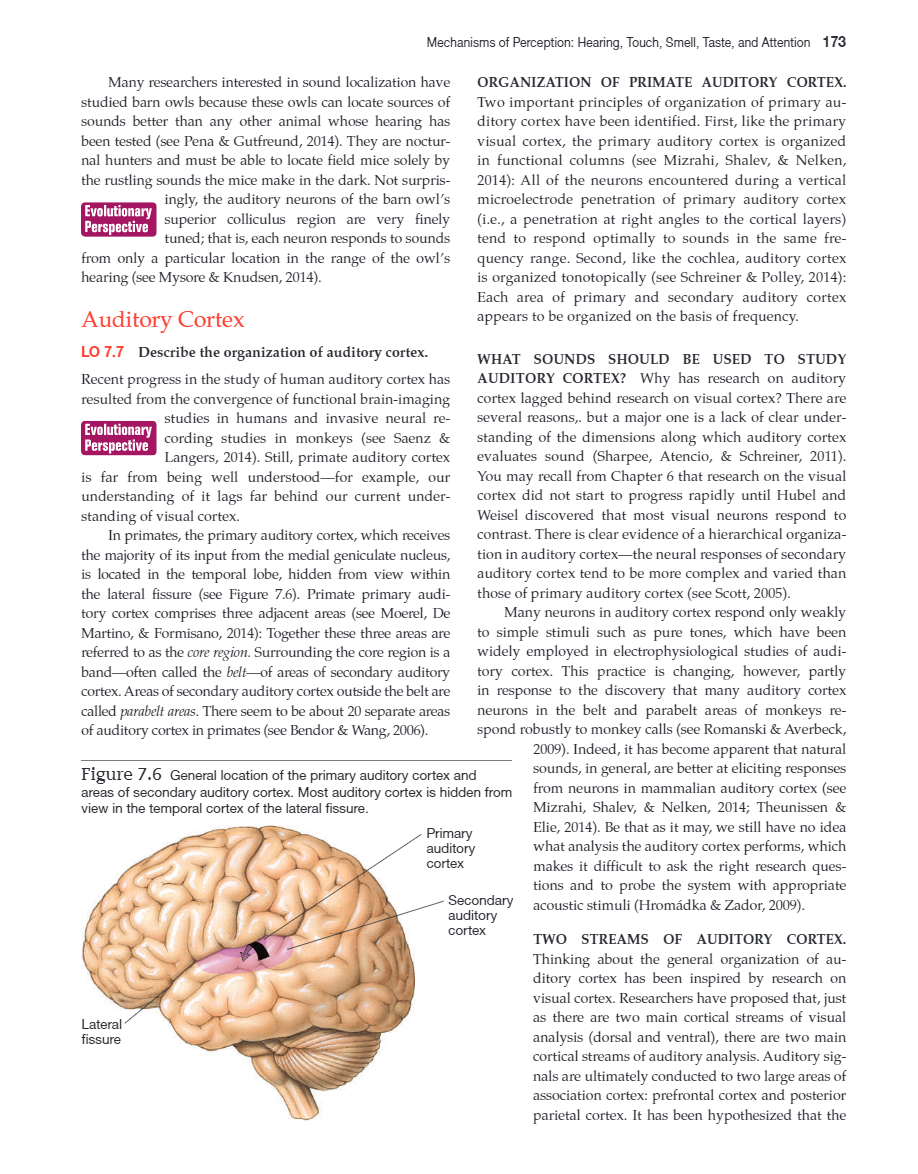 Mechanisms of Perception: Hearing, Touch, Smell, Taste, and Attention 173
Many researchers interested in sound localization have
studied barn owls because these owls can locate sources of
sounds better than any other animal whose hearing has
been tested (see Pena & Gutfreund, 2014). They are noctur-
nal hunters and must be able to locate field mice solely by
the rustling sounds the mice make in the dark. Not surpris-
ingly, the auditory neurons of the barn owl's
Evolutionary
Perspective
superior colliculus region are very finely
tuned; that is, each neuron responds to sounds
from only a particular location in the range of the owl's
hearing (see Mysore & Knudsen, 2014).
Auditory Cortex
LO 7.7 Describe the organization of auditory cortex.
Recent progress in the study of human auditory cortex has
resulted from the convergence of functional brain-imaging
studies in humans and invasive neural re-
Evolutionary
Perspective
cording studies in monkeys (see Saenz &
Langers, 2014). Still, primate auditory cortex
is far from being well understood—for example, our
understanding of it lags far behind our current under-
standing of visual cortex.
In primates, the primary auditory cortex, which receives
the majority of its input from the medial geniculate nucleus,
is located in the temporal lobe, hidden from view within
the lateral fissure (see Figure 7.6). Primate primary audi-
tory cortex comprises three adjacent areas (see Moerel, De
Martino, & Formisano, 2014): Together these three areas are
referred to as the core region. Surrounding the core region is a
band—often called the belt—of areas of secondary auditory
cortex. Areas of secondary auditory cortex outside the belt are
called parabelt areas. There seem to be about 20 separate areas
of auditory cortex in primates (see Bendor & Wang, 2006).
Figure 7.6 General location of the primary auditory cortex and
areas of secondary auditory cortex. Most auditory cortex is hidden from
view in the temporal cortex of the lateral fissure.
Primary
auditory
cortex
Secondary
auditory
cortex
Lateral
fissure
ORGANIZATION OF PRIMATE AUDITORY CORTEX.
Two important principles of organization of primary au-
ditory cortex have been identified. First, like the primary
visual cortex, the primary auditory cortex is organized
in functional columns (see Mizrahi, Shalev, & Nelken,
2014): All of the neurons encountered during a vertical
microelectrode penetration of primary auditory cortex
(i.e., a penetration at right angles to the cortical layers)
tend to respond optimally to sounds in the same fre-
quency range. Second, like the cochlea, auditory cortex
is organized tonotopically (see Schreiner & Polley, 2014):
Each area of primary and secondary auditory cortex
appears to be organized on the basis of frequency.
WHAT SOUNDS SHOULD BE USED TO STUDY
AUDITORY CORTEX? Why has research on auditory
cortex lagged behind research on visual cortex? There are
several reasons,. but a major one is a lack of clear under-
standing of the dimensions along which auditory cortex
evaluates sound (Sharpee, Atencio, & Schreiner, 2011).
You may recall from Chapter 6 that research on the visual
cortex did not start to progress rapidly until Hubel and
Weisel discovered that most visual neurons respond to
contrast. There is clear evidence of a hierarchical organiza-
tion in auditory cortex—the neural responses of secondary
auditory cortex tend to be more complex and varied than
those of primary auditory cortex (see Scott, 2005).
Many neurons in auditory cortex respond only weakly
to simple stimuli such as pure tones, which have been
widely employed in electrophysiological studies of audi-
tory cortex. This practice is changing, however, partly
in response to the discovery that many auditory cortex
neurons in the belt and parabelt areas of monkeys re-
spond robustly to monkey calls (see Romanski & Averbeck,
2009). Indeed, it has become apparent that natural
sounds, in general, are better at eliciting responses
from neurons in mammalian auditory cortex (see
Mizrahi, Shalev, & Nelken, 2014; Theunissen &
Elie, 2014). Be that as it may, we still have no idea
what analysis the auditory cortex performs, which
makes it difficult to ask the right research ques-
tions and to probe the system with appropriate
acoustic stimuli (Hromádka & Zador, 2009).
TWO STREAMS OF AUDITORY CORTEX.
Thinking about the general organization of au-
ditory cortex has been inspired by research on
visual cortex. Researchers have proposed that, just
as there are two main cortical streams of visual
analysis (dorsal and ventral), there are two main
cortical streams of auditory analysis. Auditory sig-
nals are ultimately conducted to two large areas of
association cortex: prefrontal cortex and posterior
parietal cortex. It has been hypothesized that the